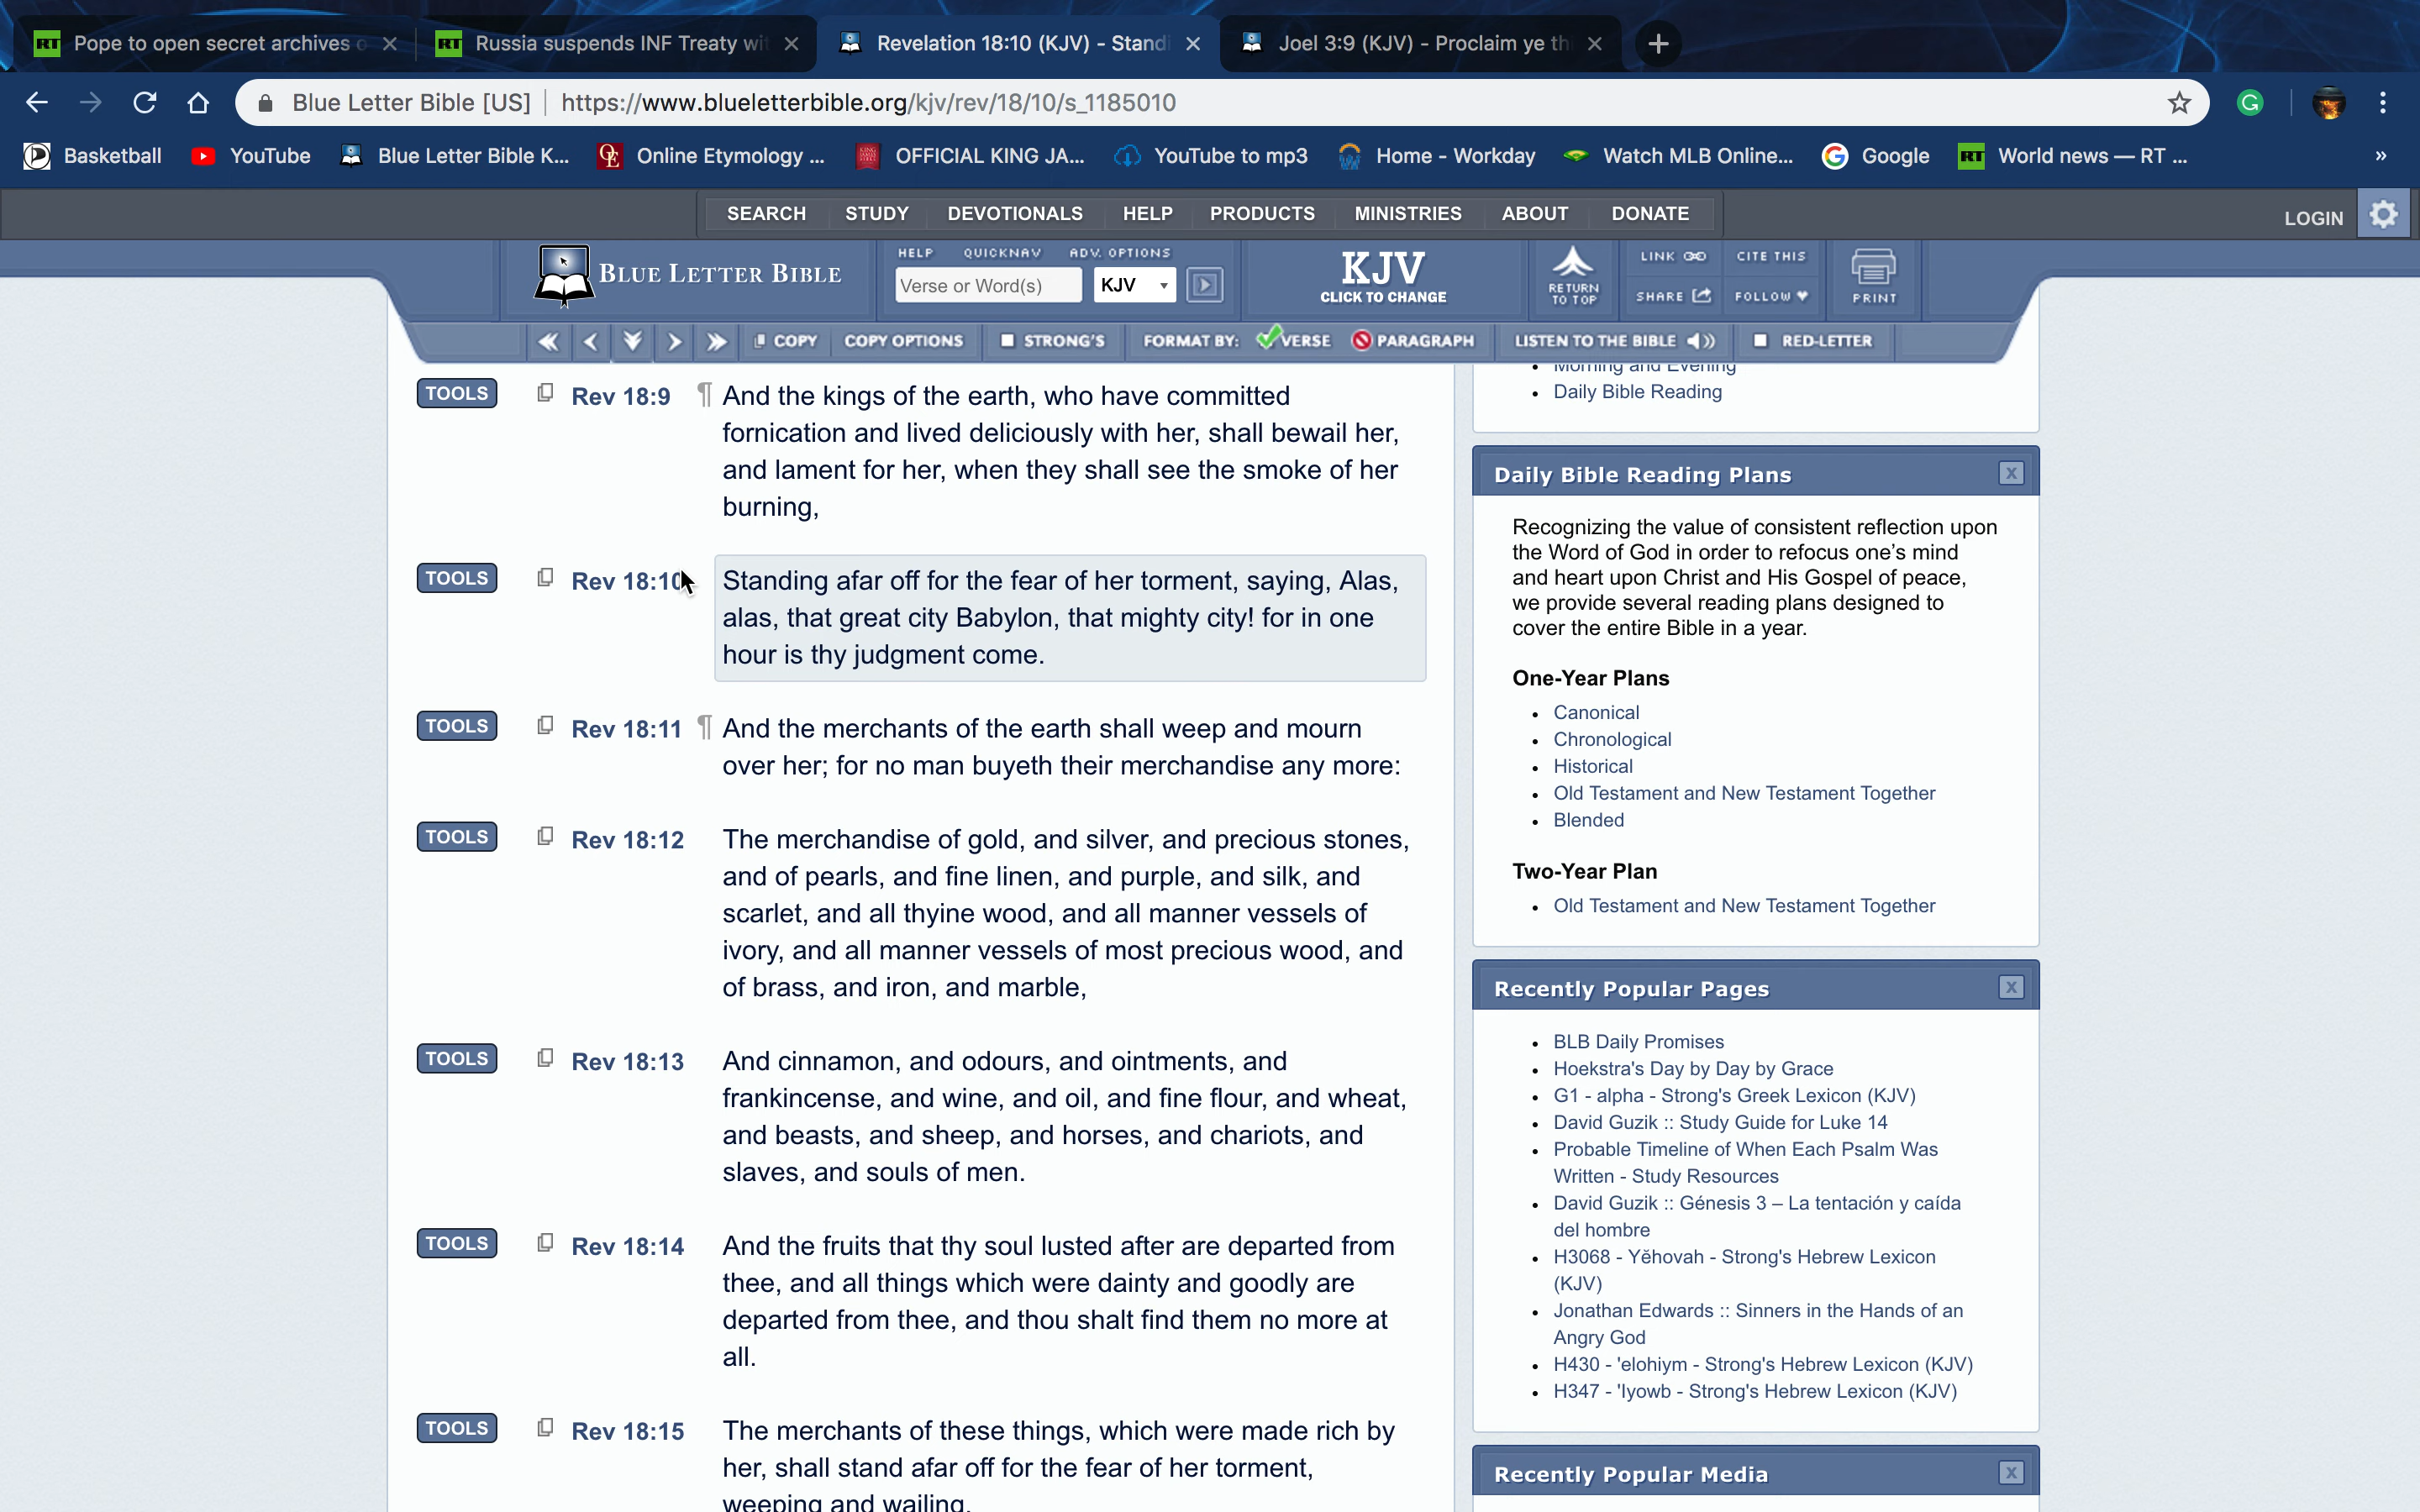 Pope to open secret archives o
Russia suspends INF Treaty wit
Revelation 18:10 (KJV) - Standi
Joel 3:9 (KJV) - Proclaim ye th
Blue Letter Bible [US] https://www.blueletterbible.org/kjv/rev/18/10/s_1185010
Basketball YouTube Blue Letter Bible K... Online Etymology ... OFFICIAL KING JA... YouTube to mp3 Home - Workday Watch MLB Online... Google World news — RT ... »
SEARCH STUDY DEVOTIONALS HELP PRODUCTS MINISTRIES ABOUT DONATE
LOGIN
BLUE LETTER BIBLE
HELP QUICKNAV ADV. OPTIONS
Verse or Word(s) KJV
KJV
CLICK TO CHANGE
RETURN
TO TOP
LINK CITE THIS
SHARE FOLLOW
PRINT
COPY COPY OPTIONS STRONG'S FORMAT BY: VERSE PARAGRAPH LISTEN TO THE BIBLE RED-LETTER
TOOLS Rev 18:9 ¶ And the kings of the earth, who have committed
fornication and lived deliciously with her, shall bewail her,
and lament for her, when they shall see the smoke of her
burning,
TOOLS Rev 18:10 Standing afar off for the fear of her torment, saying, Alas,
alas, that great city Babylon, that mighty city! for in one
hour is thy judgment come.
TOOLS Rev 18:11 ¶ And the merchants of the earth shall weep and mourn
over her; for no man buyeth their merchandise any more:
TOOLS Rev 18:12 The merchandise of gold, and silver, and precious stones,
and of pearls, and fine linen, and purple, and silk, and
scarlet, and all thyine wood, and all manner vessels of
ivory, and all manner vessels of most precious wood, and
of brass, and iron, and marble,
TOOLS Rev 18:13 And cinnamon, and odours, and ointments, and
frankincense, and wine, and oil, and fine flour, and wheat,
and beasts, and sheep, and horses, and chariots, and
slaves, and souls of men.
TOOLS Rev 18:14 And the fruits that thy soul lusted after are departed from
thee, and all things which were dainty and goodly are
departed from thee, and thou shalt find them no more at
all.
TOOLS Rev 18:15 The merchants of these things, which were made rich by
her, shall stand afar off for the fear of her torment,
weeping and wailing,
Morning and Evening
Daily Bible Reading
Daily Bible Reading Plans
Recognizing the value of consistent reflection upon
the Word of God in order to refocus one's mind
and heart upon Christ and His Gospel of peace,
we provide several reading plans designed to
cover the entire Bible in a year.
One-Year Plans
Canonical
Chronological
Historical
Old Testament and New Testament Together
Blended
Two-Year Plan
Old Testament and New Testament Together
Recently Popular Pages
BLB Daily Promises
Hoekstra's Day by Day by Grace
G1 - alpha - Strong's Greek Lexicon (KJV)
David Guzik :: Study Guide for Luke 14
Probable Timeline of When Each Psalm Was
Written - Study Resources
David Guzik :: Génesis 3 – La tentación y caída
del hombre
H3068 - Yĕhovah - Strong's Hebrew Lexicon
(KJV)
Jonathan Edwards :: Sinners in the Hands of an
Angry God
H430 - 'elohiym - Strong's Hebrew Lexicon (KJV)
H347 - 'Iyowb - Strong's Hebrew Lexicon (KJV)
Recently Popular Media